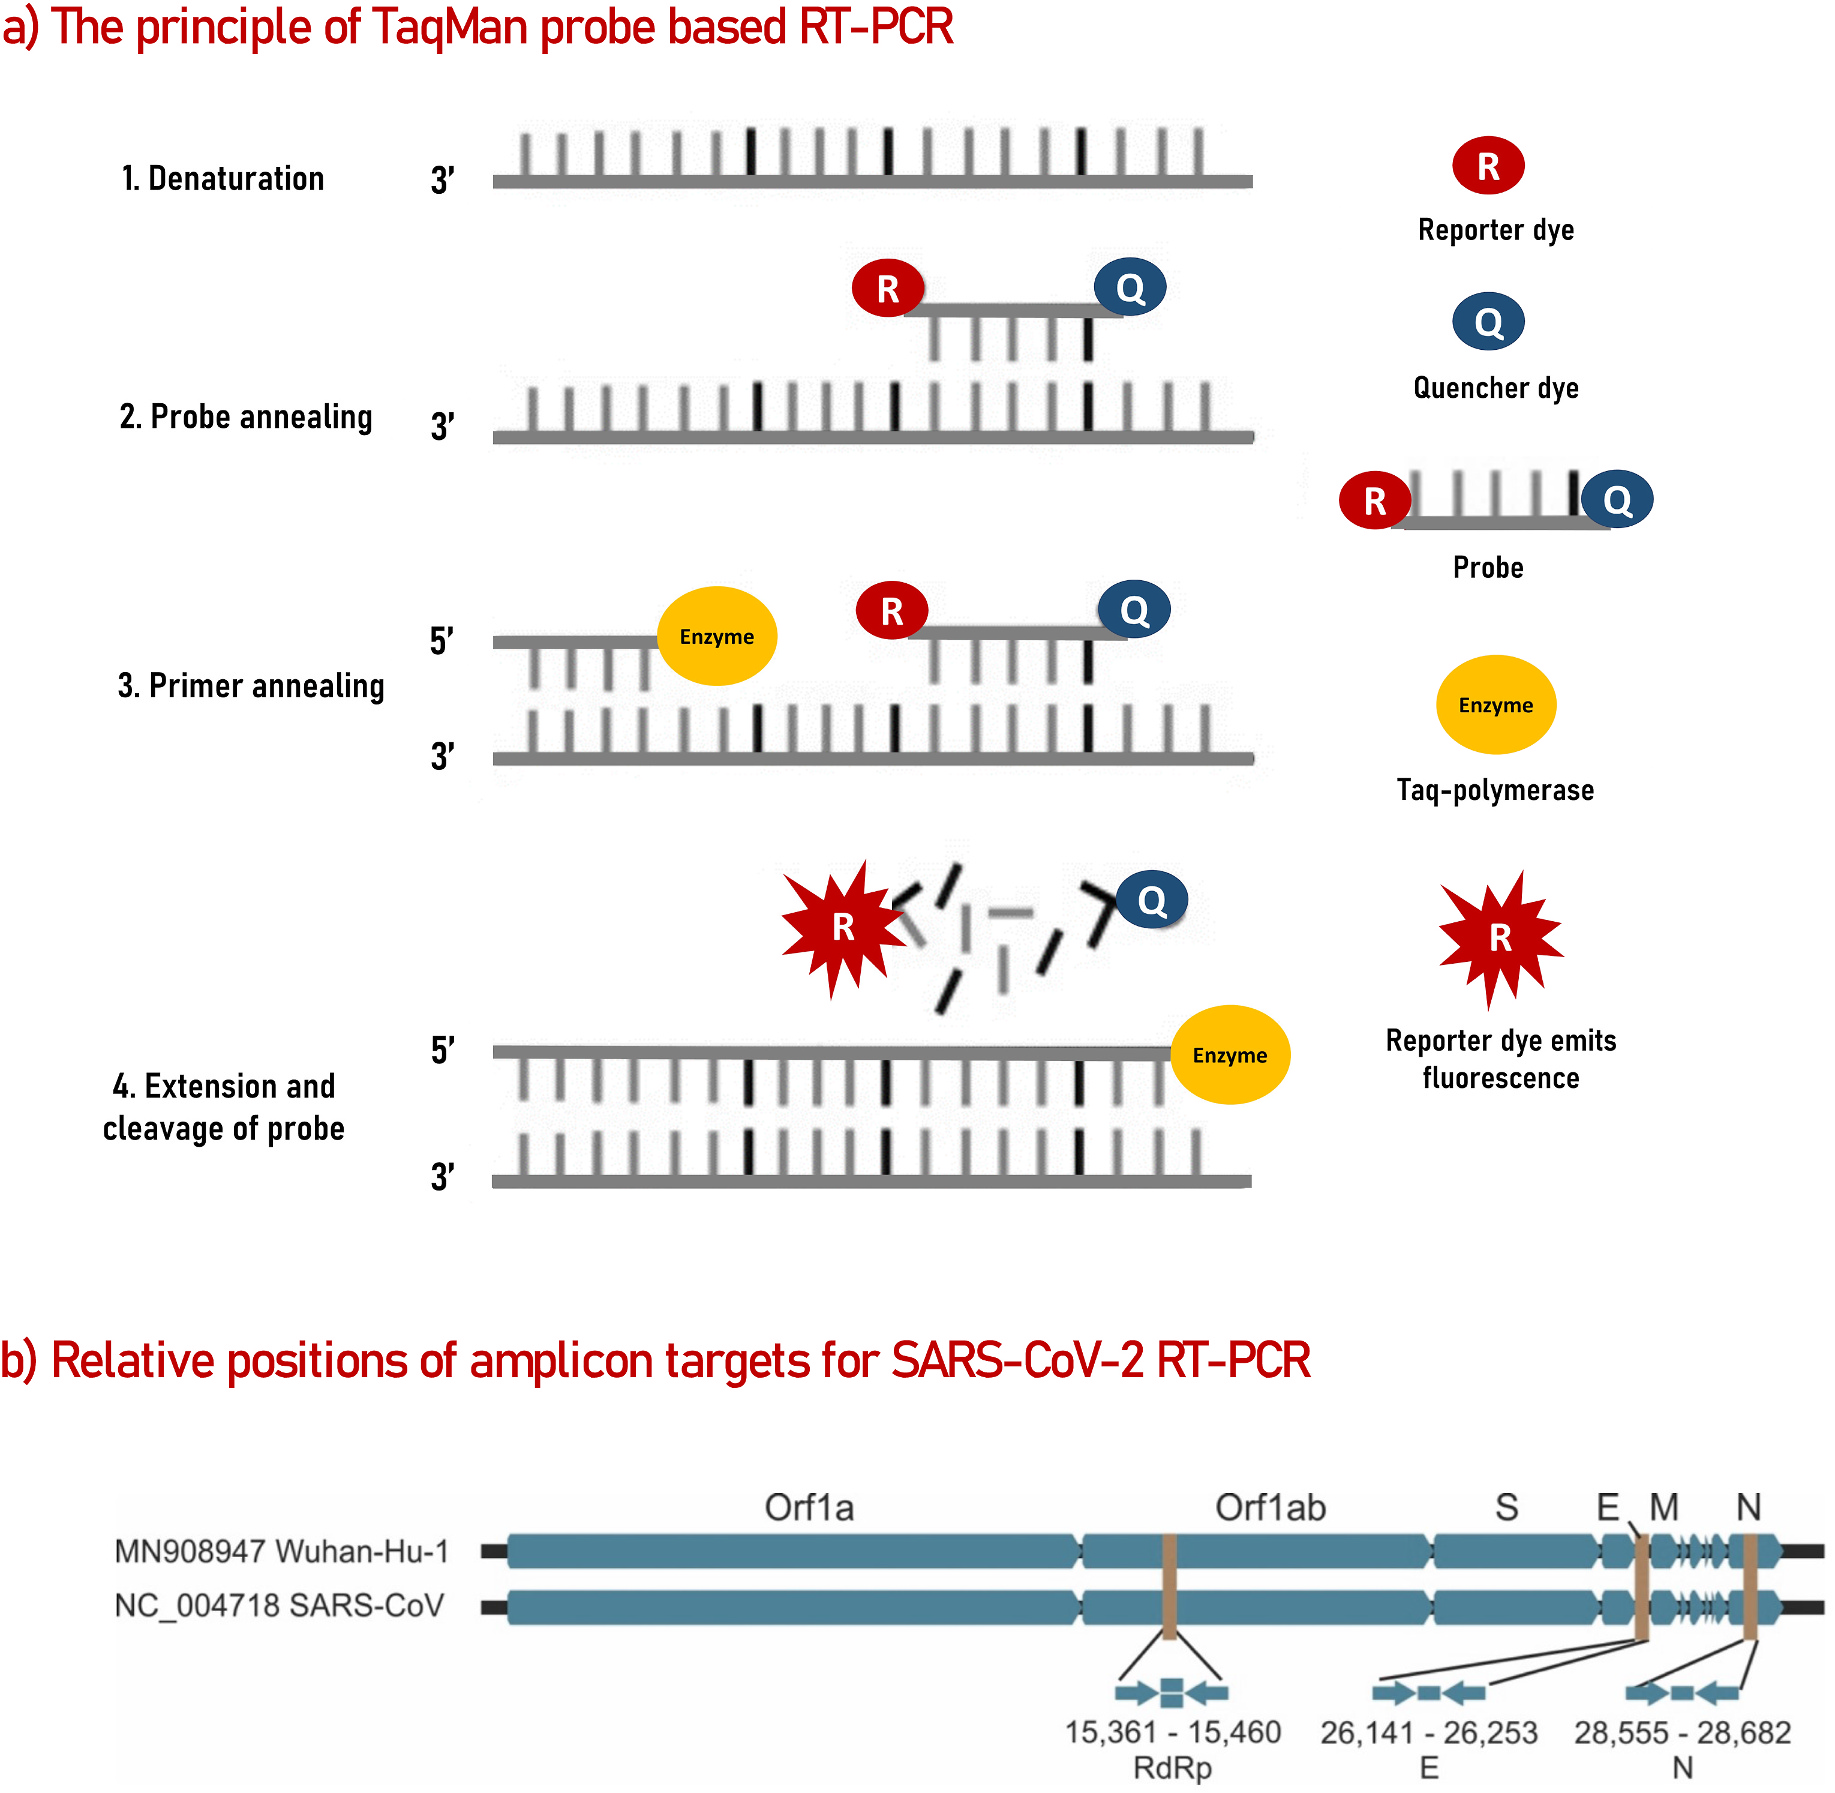 a) The principle of TaqMan probe based RT-PCR
1. Denaturation
3’
R
Reporter dye
R
Q
Q
Quencher dye
2. Probe annealing
3’
R
Q
Probe
5’
Enzyme
R
Q
3. Primer annealing
3’
Enzyme
Taq-polymerase
R
Q
R
5’
Enzyme
Reporter dye emits
fluorescence
4. Extension and
cleavage of probe
3’
b) Relative positions of amplicon targets for SARS-CoV-2 RT-PCR
Orf1a Orf1ab S E M N
MN908947 Wuhan-Hu-1
NC_004718 SARS-CoV
15,361 - 15,460 26,141 - 26,253 28,555 - 28,682
RdRp E N